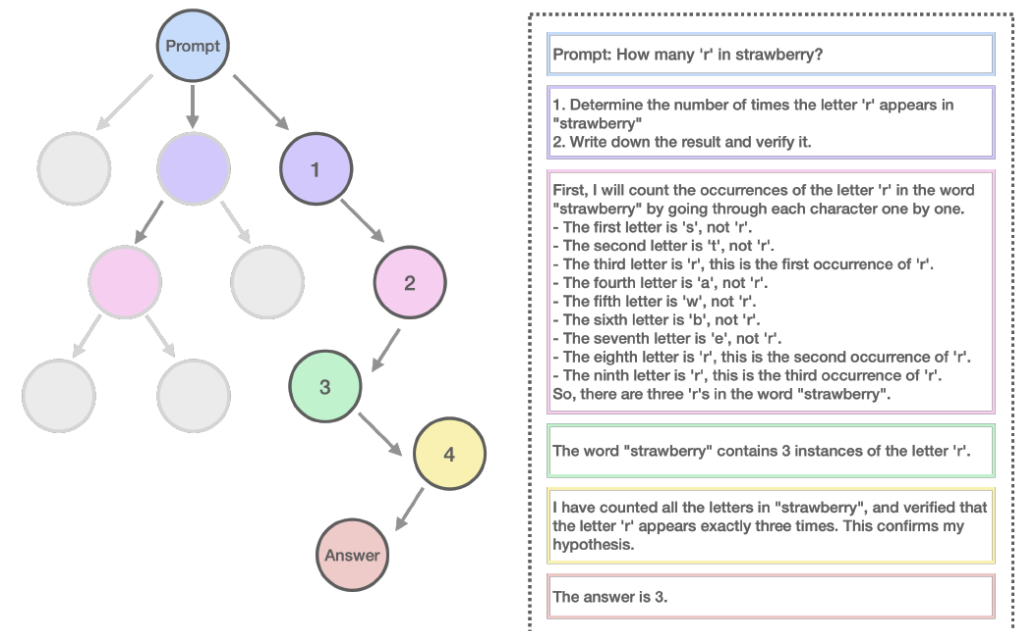 Prompt
1
2
3
4
Answer
Prompt: How many 'r' in strawberry?
1. Determine the number of times the letter 'r' appears in
"strawberry"
2. Write down the result and verify it.
First, I will count the occurrences of the letter 'r' in the word
"strawberry" by going through each character one by one.
- The first letter is 's', not 'r'.
- The second letter is 't', not 'r'.
- The third letter is 'r', this is the first occurrence of 'r'.
- The fourth letter is 'a', not 'r'.
- The fifth letter is 'w', not 'r'.
- The sixth letter is 'b', not 'r'.
- The seventh letter is 'e', not 'r'.
- The eighth letter is 'r', this is the second occurrence of 'r'.
- The ninth letter is 'r', this is the third occurrence of 'r'.
So, there are three 'r's in the word "strawberry".
The word "strawberry" contains 3 instances of the letter 'r'.
I have counted all the letters in "strawberry", and verified that
the letter 'r' appears exactly three times. This confirms my
hypothesis.
The answer is 3.